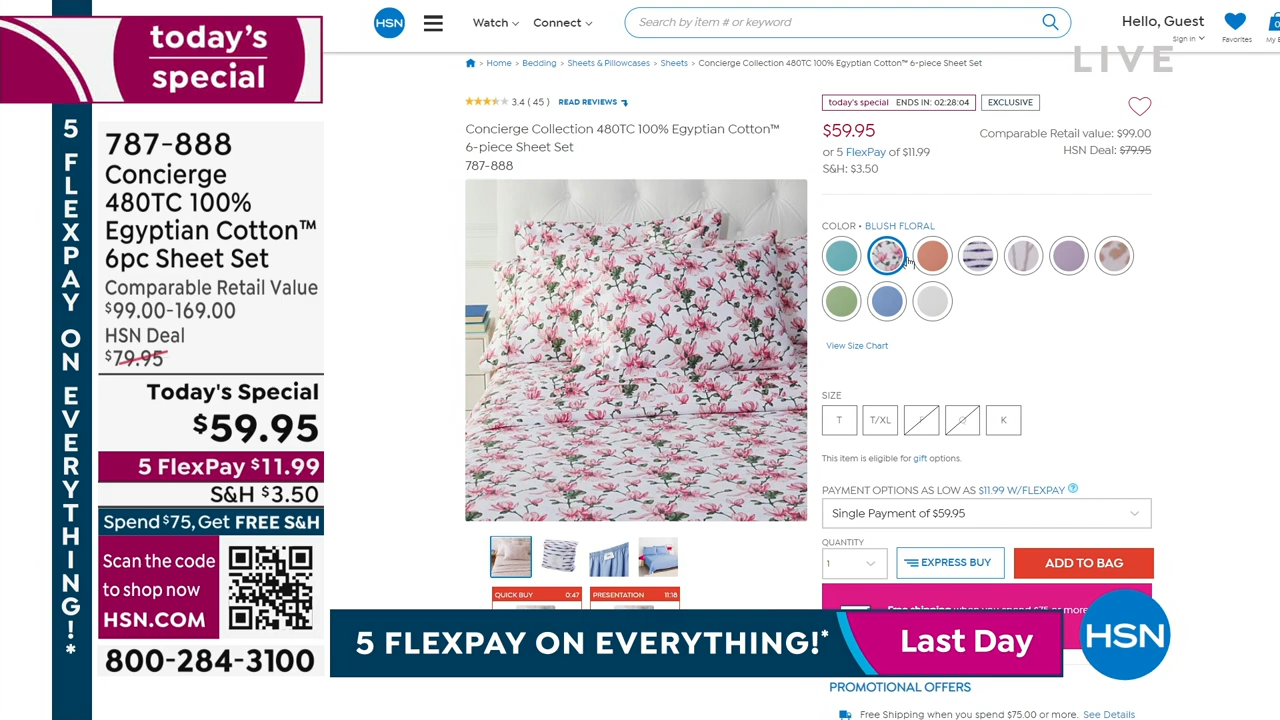 today's
special
5 FLEXPAY ON EVERYTHING!*
787-888
Concierge
480TC 100%
Egyptian Cotton™
6pc Sheet Set
Comparable Retail Value
$99.00-169.00
HSN Deal
$79.95
Today's Special
$59.95
5 FlexPay $11.99
S&H $3.50
Spend $75, Get FREE S&H
Scan the code
to shop now
HSN.COM
800-284-3100
HSN
Watch
Connect
Search by item # or keyword
Hello, Guest
Sign In
Favorites
LIVE
> Home > Bedding > Sheets & Pillowcases > Sheets > Concierge Collection 480TC 100% Egyptian Cotton™ 6-piece Sheet Set
3.4 ( 45 ) READ REVIEWS
Concierge Collection 480TC 100% Egyptian Cotton™
6-piece Sheet Set
787-888
today's special ENDS IN: 02:28:04
EXCLUSIVE
$59.95
Comparable Retail value: $99.00
or 5 FlexPay of $11.99
HSN Deal: $79.95
S&H: $3.50
COLOR • BLUSH FLORAL
View Size Chart
SIZE
T T/XL F Q K
This item is eligible for gift options.
PAYMENT OPTIONS AS LOW AS $11.99 W/FLEXPAY ?
Single Payment of $59.95
QUANTITY
1
EXPRESS BUY
ADD TO BAG
QUICK BUY 0:47
PRESENTATION 11:18
Free shipping when you spend $75 or more
5 FLEXPAY ON EVERYTHING!*
Last Day
HSN
PROMOTIONAL OFFERS
Free Shipping when you spend $75.00 or more. See Details